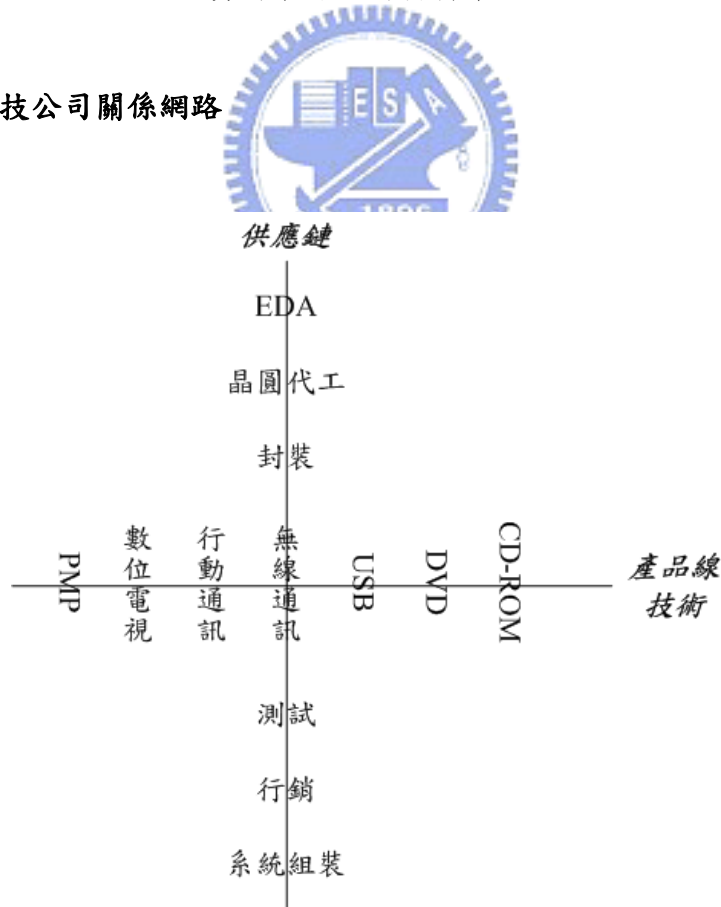 技公司關係網路
E S A
1896
供應鏈
EDA
晶圓代工
封裝
PMP
數位電視
行動通訊
無線通訊
USB
DVD
CD-ROM
產品線
技術
測試
行銷
系統組裝